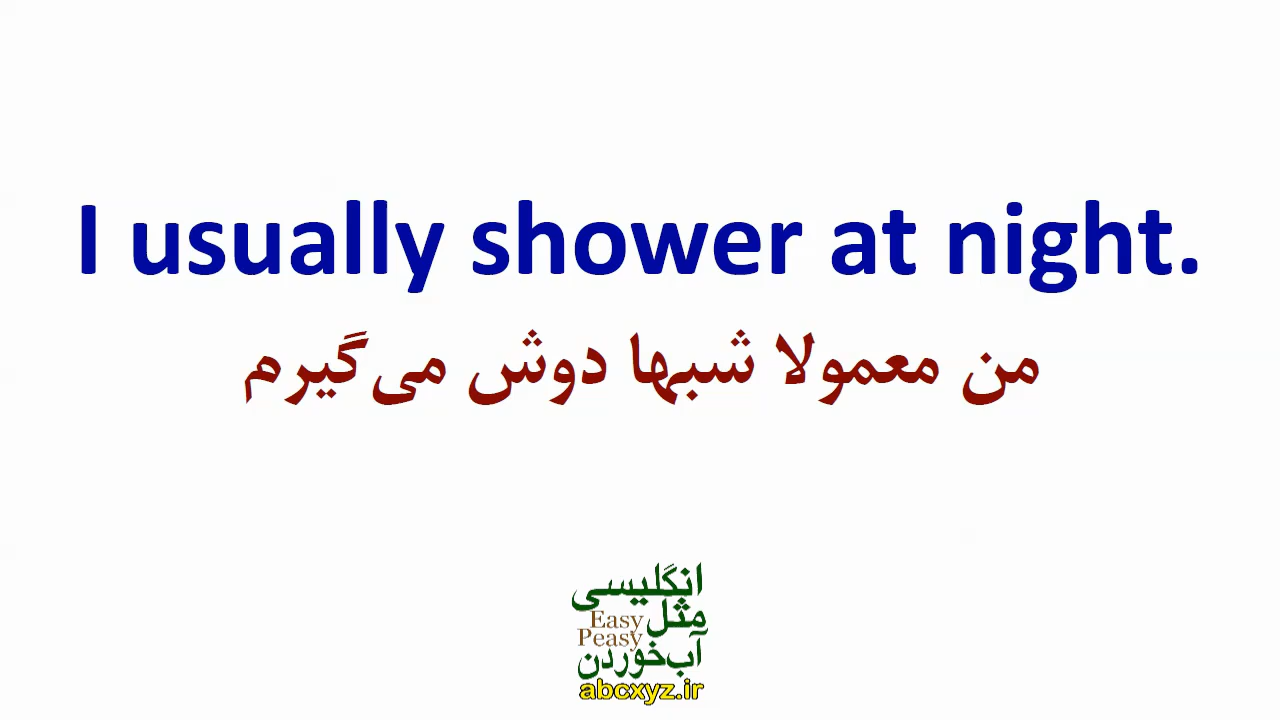 I usually shower at night.
من معمولا شبها دوش می‌گیرم
انگلیسی
مثل
Easy
Peasy
آب‌خوردن
abcxyz.ir